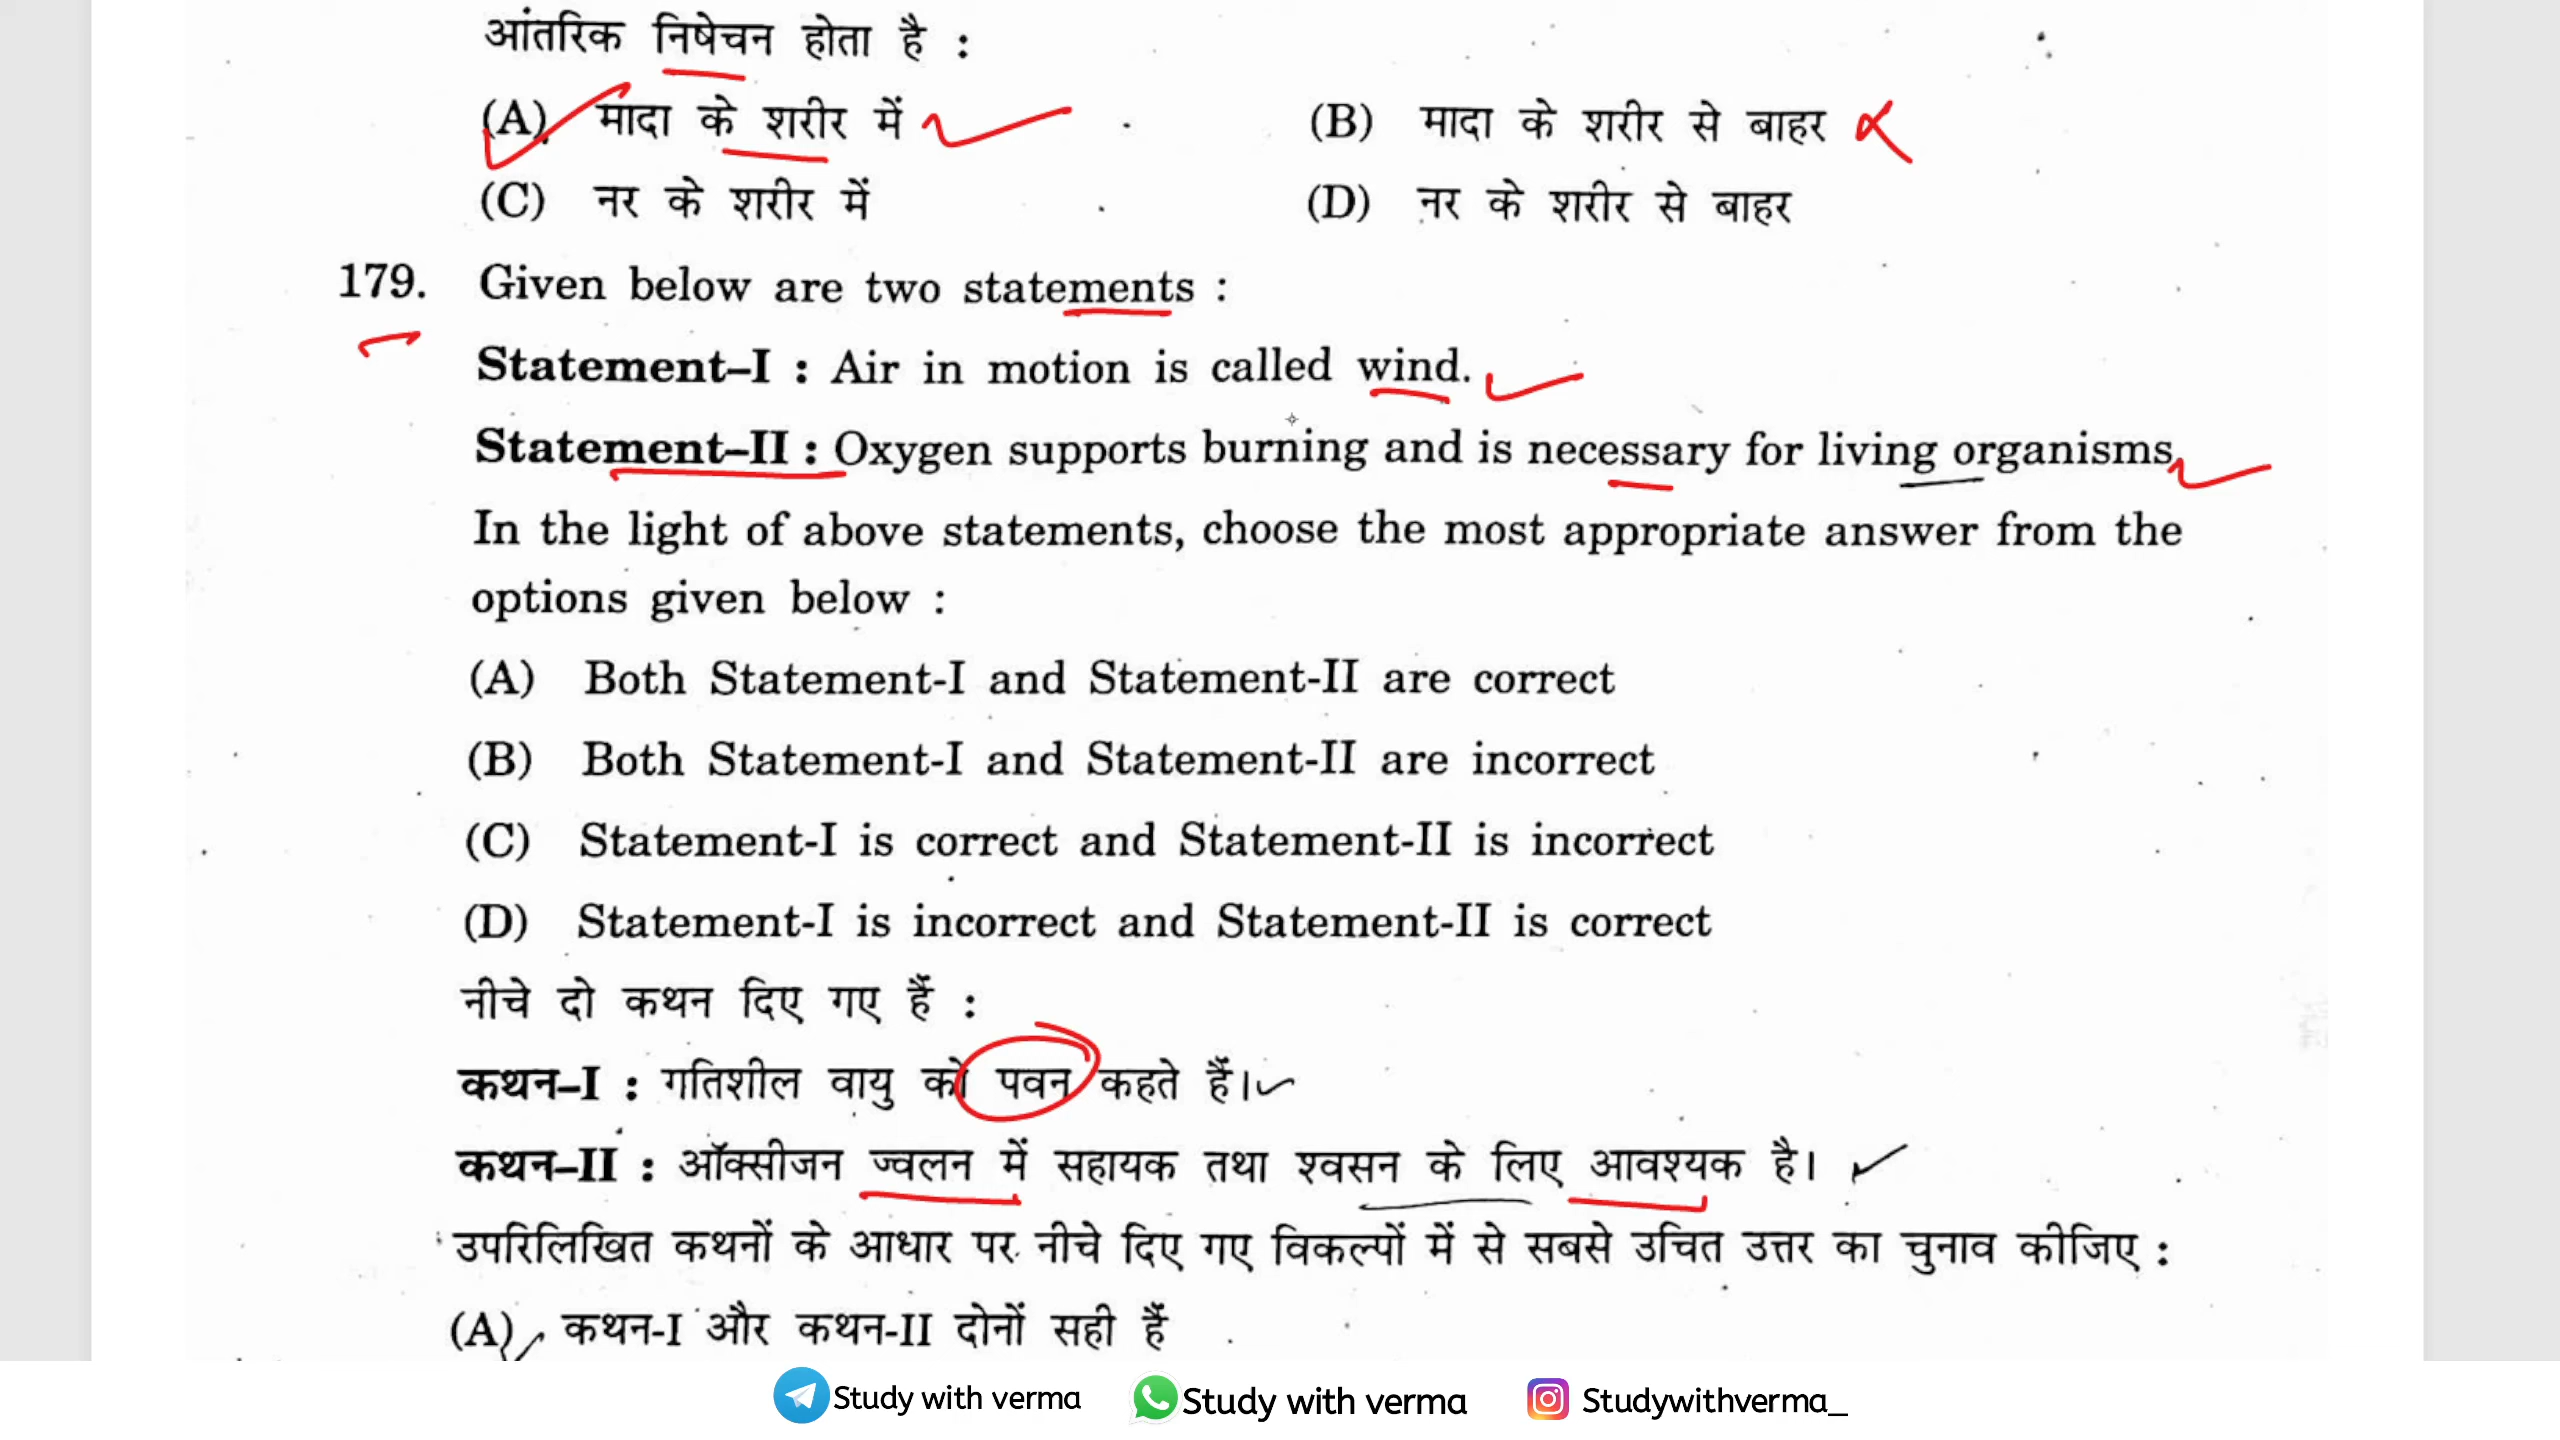 आंतरिक निषेचन होता है :
(A) मादा के शरीर में (B) मादा के शरीर से बाहर
(C) नर के शरीर में (D) नर के शरीर से बाहर
179. Given below are two statements :
Statement–I : Air in motion is called wind.
Statement–II : Oxygen supports burning and is necessary for living organisms.
In the light of above statements, choose the most appropriate answer from the
options given below :
(A) Both Statement-I and Statement-II are correct
(B) Both Statement-I and Statement-II are incorrect
(C) Statement-I is correct and Statement-II is incorrect
(D) Statement-I is incorrect and Statement-II is correct
नीचे दो कथन दिए गए हैं :
कथन–I : गतिशील वायु को पवन कहते हैं।
कथन–II : ऑक्सीजन ज्वलन में सहायक तथा श्वसन के लिए आवश्यक है।
उपरिलिखित कथनों के आधार पर नीचे दिए गए विकल्पों में से सबसे उचित उत्तर का चुनाव कीजिए :
(A) कथन-I और कथन-II दोनों सही हैं
Study with verma Study with verma Studywithverma_